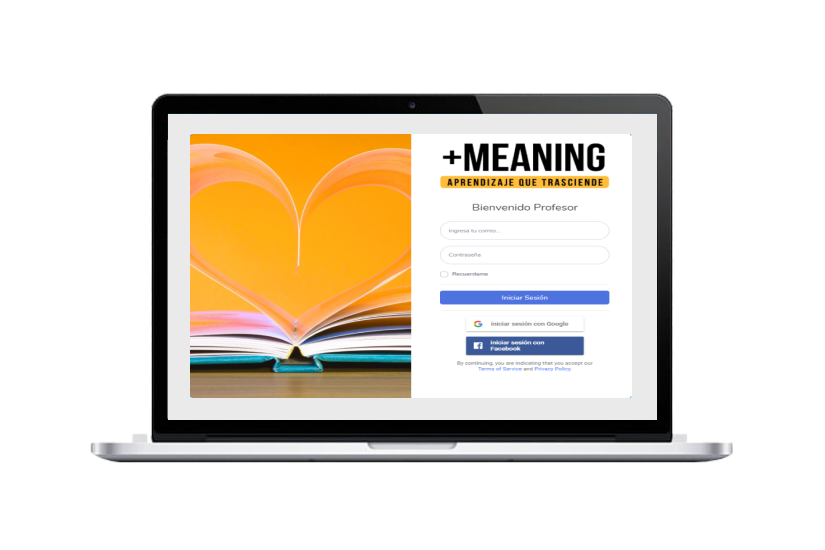 +MEANING
APRENDIZAJE QUE TRASCIENDE
Bienvenido Profesor
Ingresa tu correo...
Contraseña
Recuerdame
Iniciar Sesión
Iniciar sesión con Google
Iniciar sesión con
Facebook
By continuing, you are indicating that you accept our
Terms of Service and Privacy Policy.